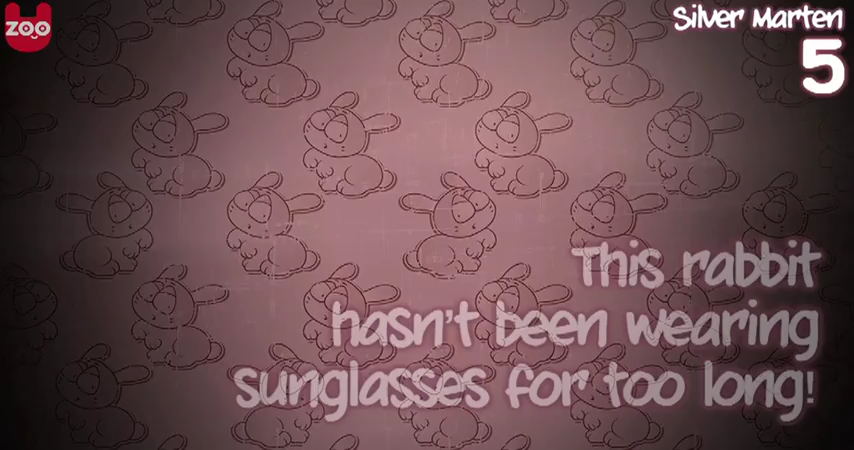 ZOO
Silver Marten
5
This rabbit
hasn't been wearing
sunglasses for too long!